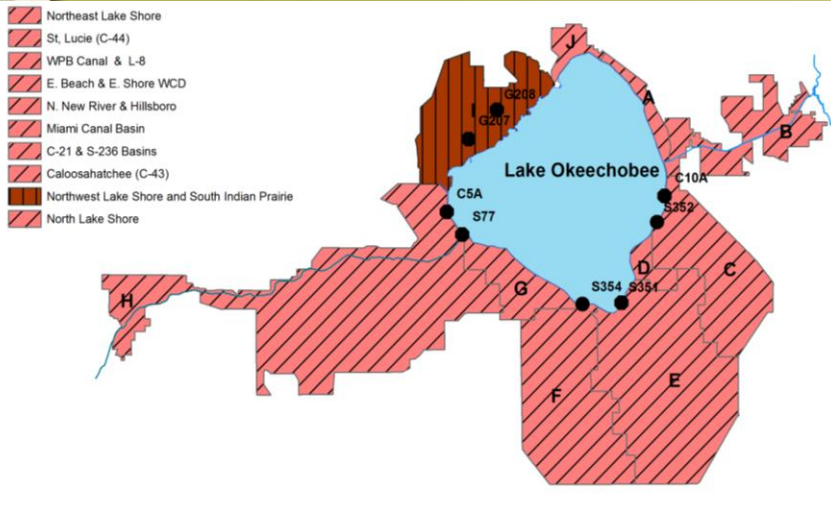 Northeast Lake Shore
St, Lucie (C-44)
WPB Canal & L-8
E. Beach & E. Shore WCD
N. New River & Hillsboro
Miami Canal Basin
C-21 & S-236 Basins
Caloosahatchee (C-43)
Northwest Lake Shore and South Indian Prairie
North Lake Shore
J
A
B
G208
I
G207
Lake Okeechobee
C10A
C5A
S352
S77
D
C
G
S354
S351
H
F
E